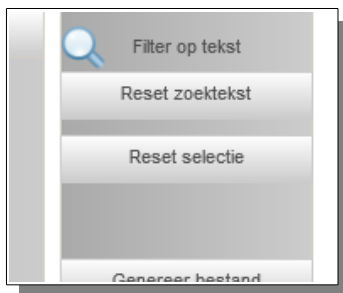 Filter op tekst
Reset zoektekst
Reset selectie
Genereer bestand